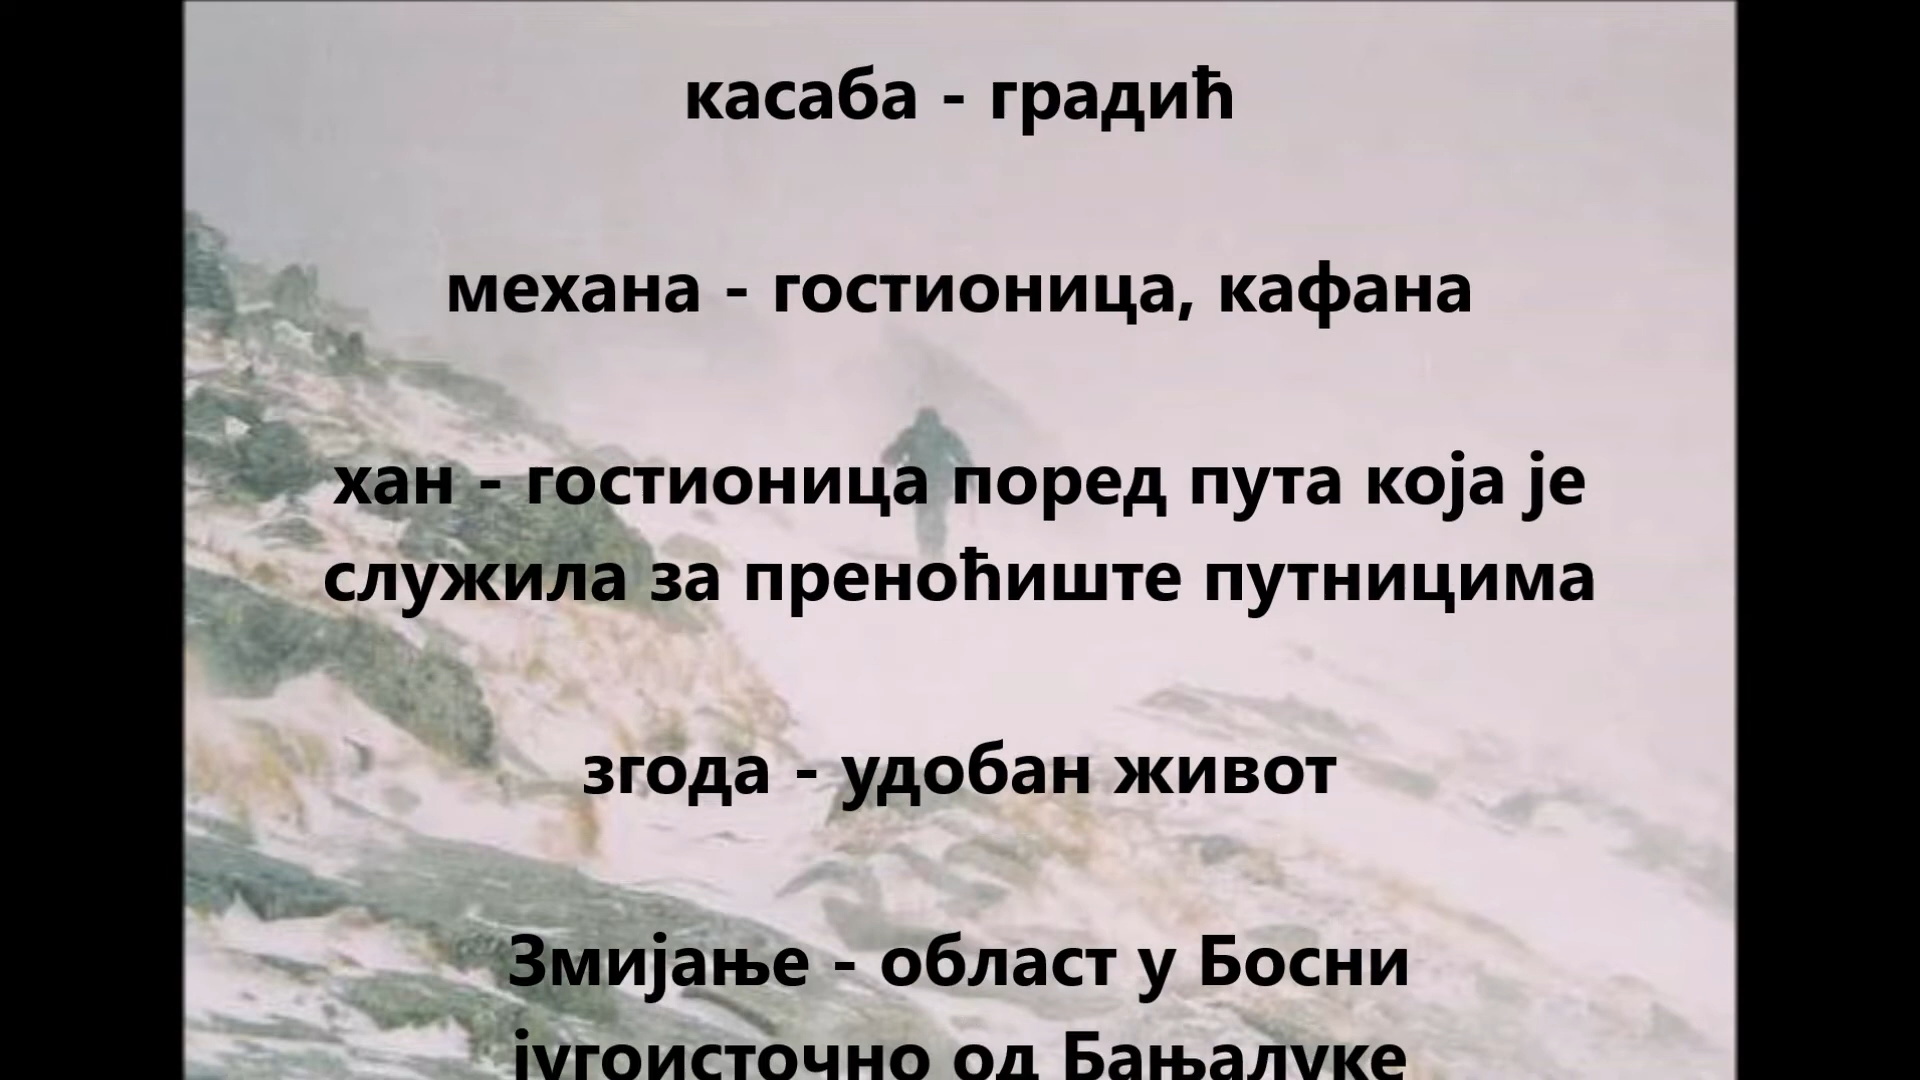 касаба - градић
механа - гостионица, кафана
хан - гостионица поред пута која је
служила за преноћиште путницима
згода - удобан живот
Змијање - област у Босни
југоисточно од Бањалуке